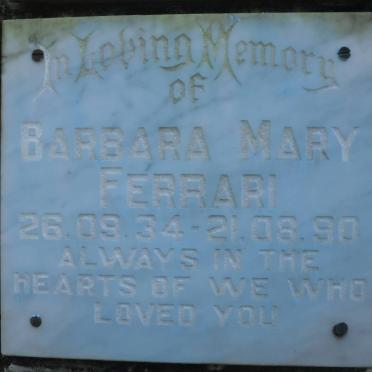 In Loving Memory
of
BARBARA MARY
FERRARI
26.09.34 - 21.08.90
ALWAYS IN THE
HEARTS OF WE WHO
LOVED YOU